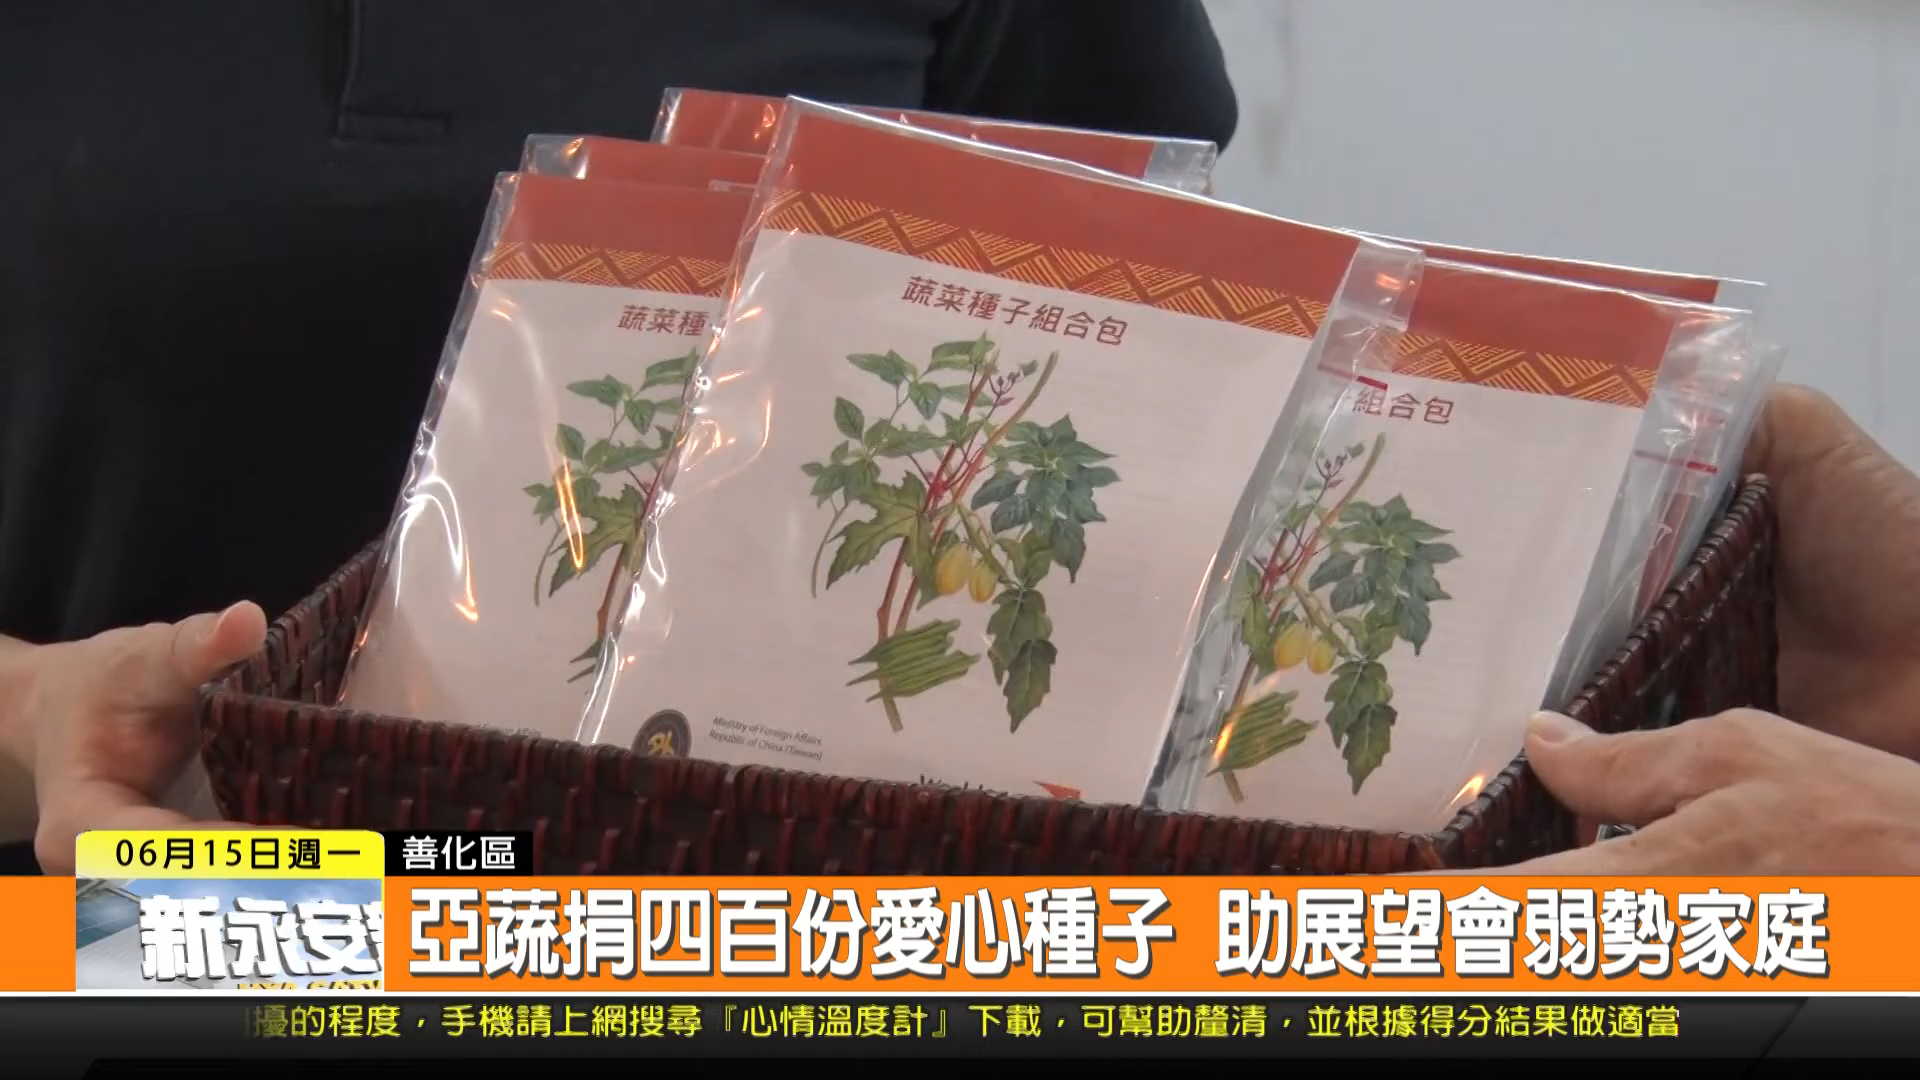 蔬菜種
蔬菜種子組合包
組合包
Ministry of Foreign Affairs
Republic of China (Taiwan)
06月15日週一
善化區
新永安
亞蔬捐四百份愛心種子 助展望會弱勢家庭
擾的程度，手機請上網搜尋『心情溫度計』下載，可幫助釐清，並根據得分結果做適當